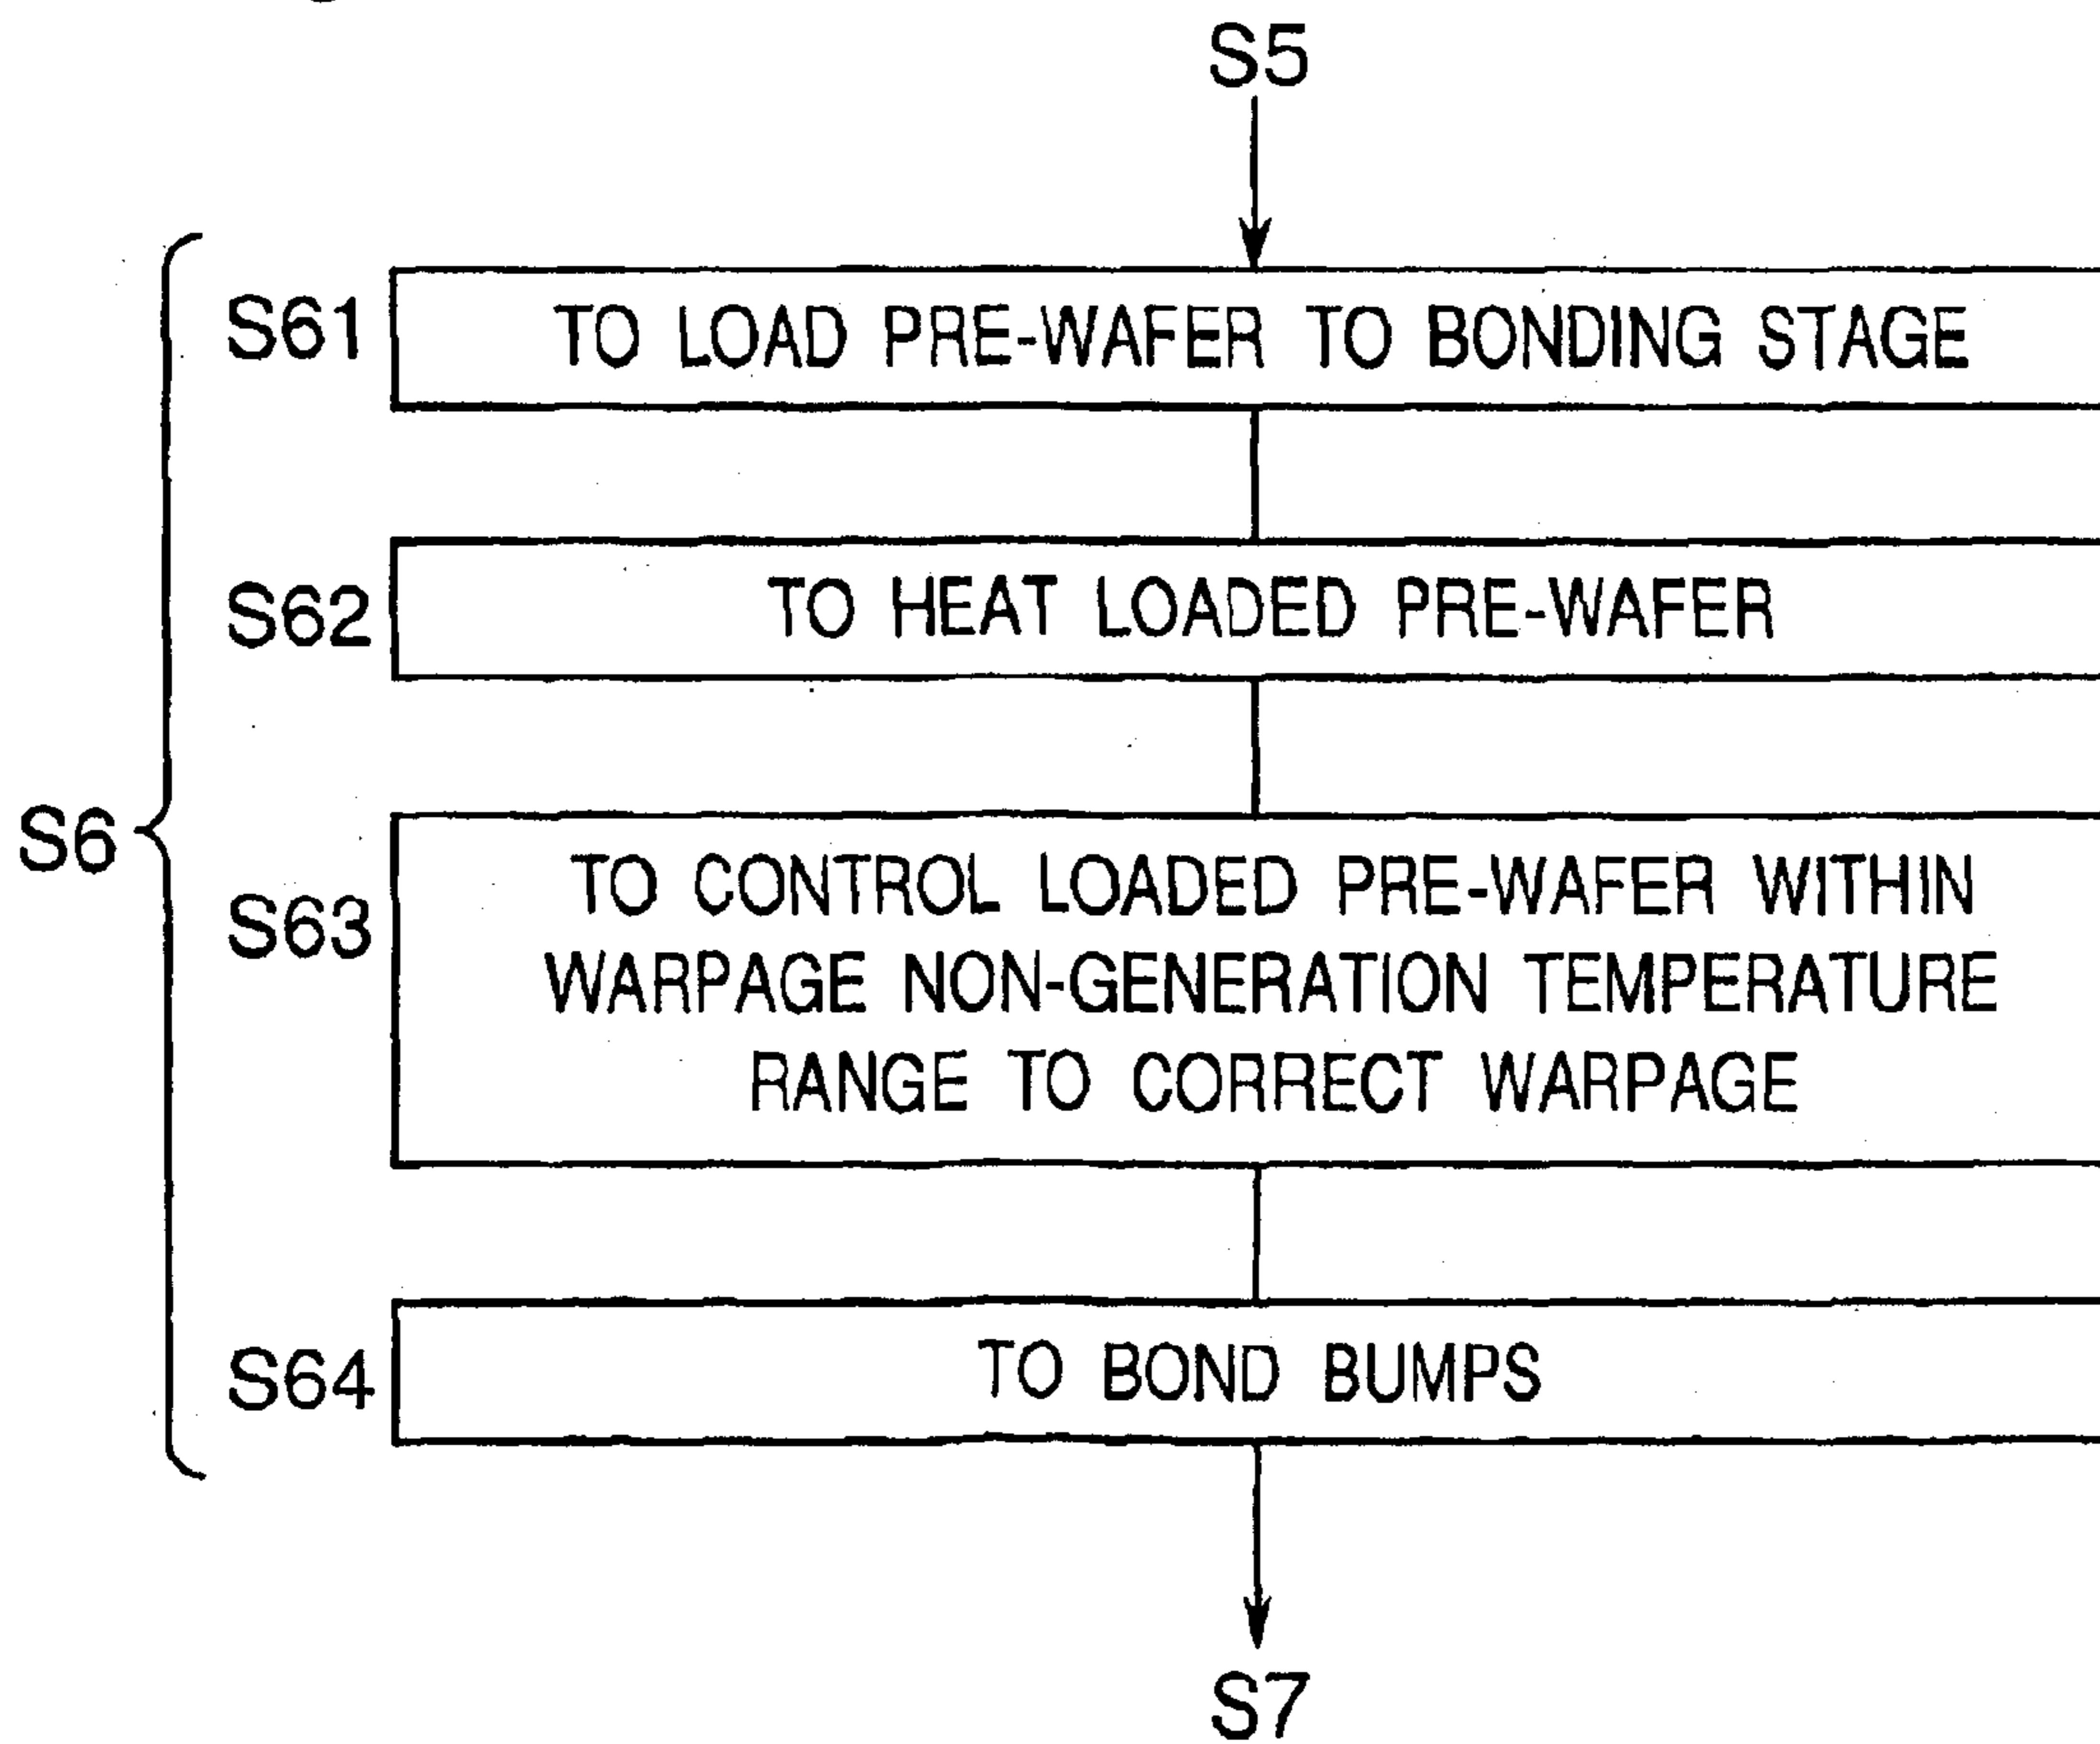 S5
S61 TO LOAD PRE-WAFER TO BONDING STAGE
S62 TO HEAT LOADED PRE-WAFER
S6
S63 TO CONTROL LOADED PRE-WAFER WITHIN
WARPAGE NON-GENERATION TEMPERATURE
RANGE TO CORRECT WARPAGE
S64 TO BOND BUMPS
S7